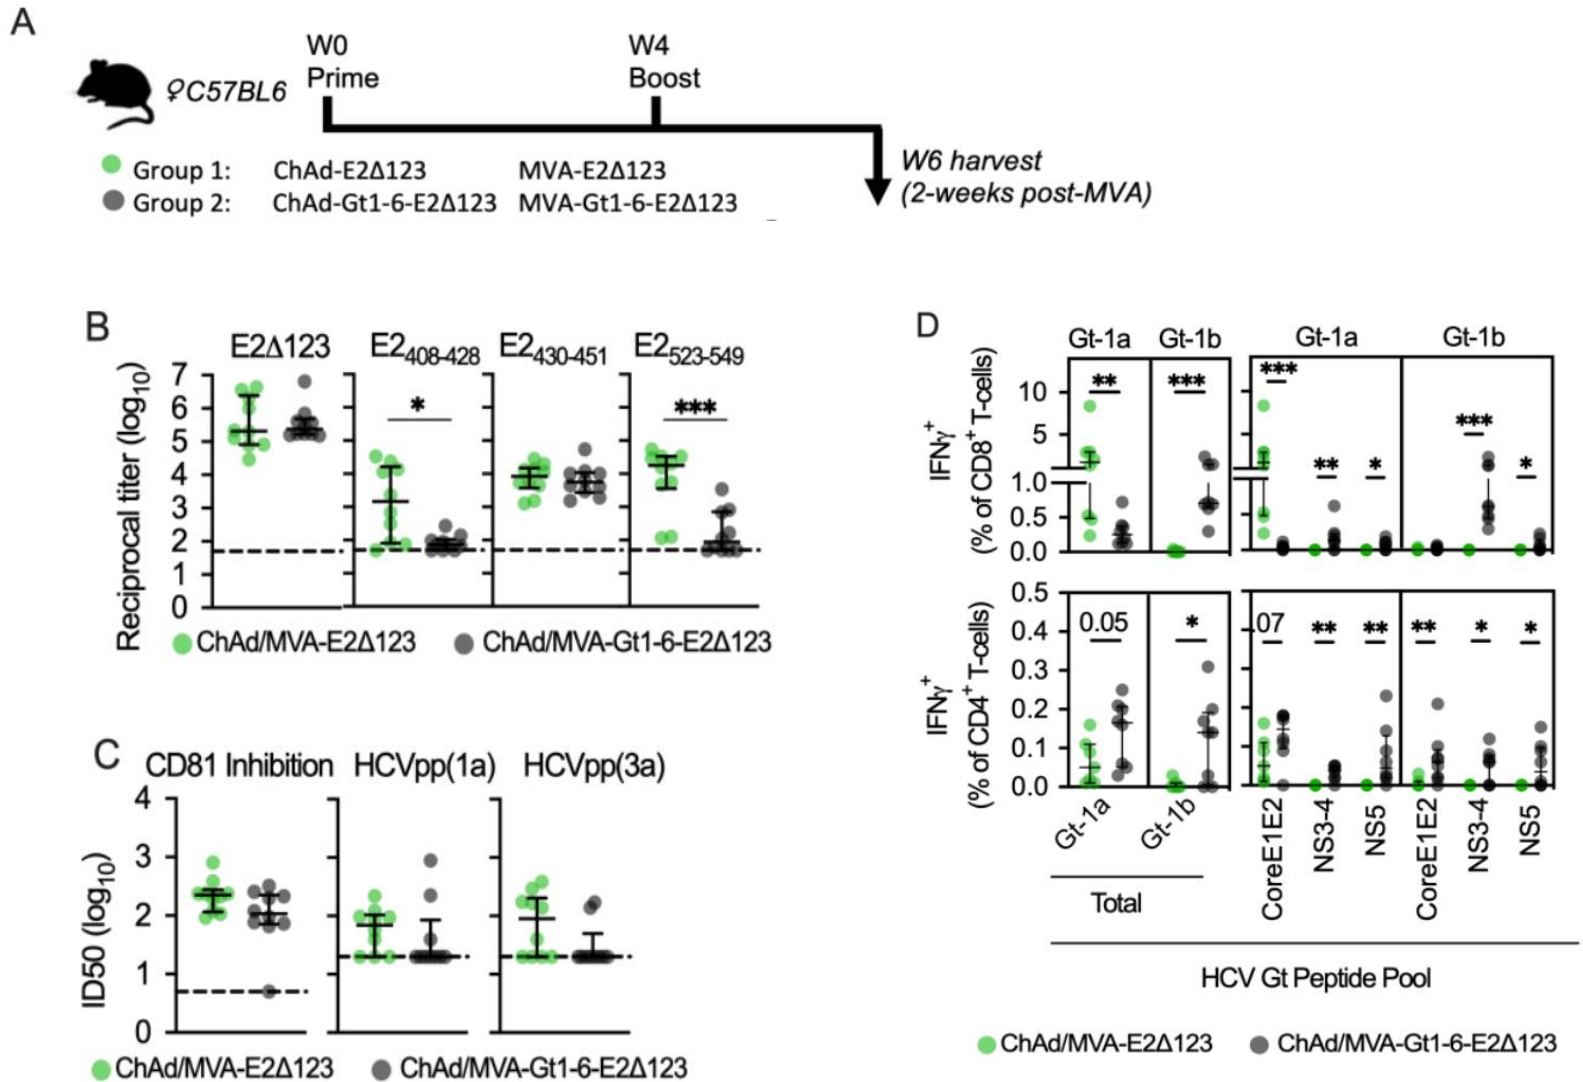 A
W0
Prime
W4
Boost
♀C57BL6
W6 harvest
(2-weeks post-MVA)
Group 1: ChAd-E2Δ123 MVA-E2Δ123
Group 2: ChAd-Gt1-6-E2Δ123 MVA-Gt1-6-E2Δ123
B
E2Δ123 E2408-428 E2430-451 E2523-549
Reciprocal titer (log10)
7
6
5
4
3
2
1
0
*
***
ChAd/MVA-E2Δ123 ChAd/MVA-Gt1-6-E2Δ123
C
CD81 Inhibition HCVpp(1a) HCVpp(3a)
ID50 (log10)
4
3
2
1
0
ChAd/MVA-E2Δ123 ChAd/MVA-Gt1-6-E2Δ123
D
Gt-1a Gt-1b Gt-1a Gt-1b
IFNγ+
(% of CD8+ T-cells)
10
5
1.0
0.5
0.0
** *** *** ** * *** *
IFNγ+
(% of CD4+ T-cells)
0.5
0.4
0.3
0.2
0.1
0.0
0.05 * 07 ** ** ** * *
Gt-1a Gt-1b CoreE1E2 NS3-4 NS5 CoreE1E2 NS3-4 NS5
Total
HCV Gt Peptide Pool
ChAd/MVA-E2Δ123 ChAd/MVA-Gt1-6-E2Δ123